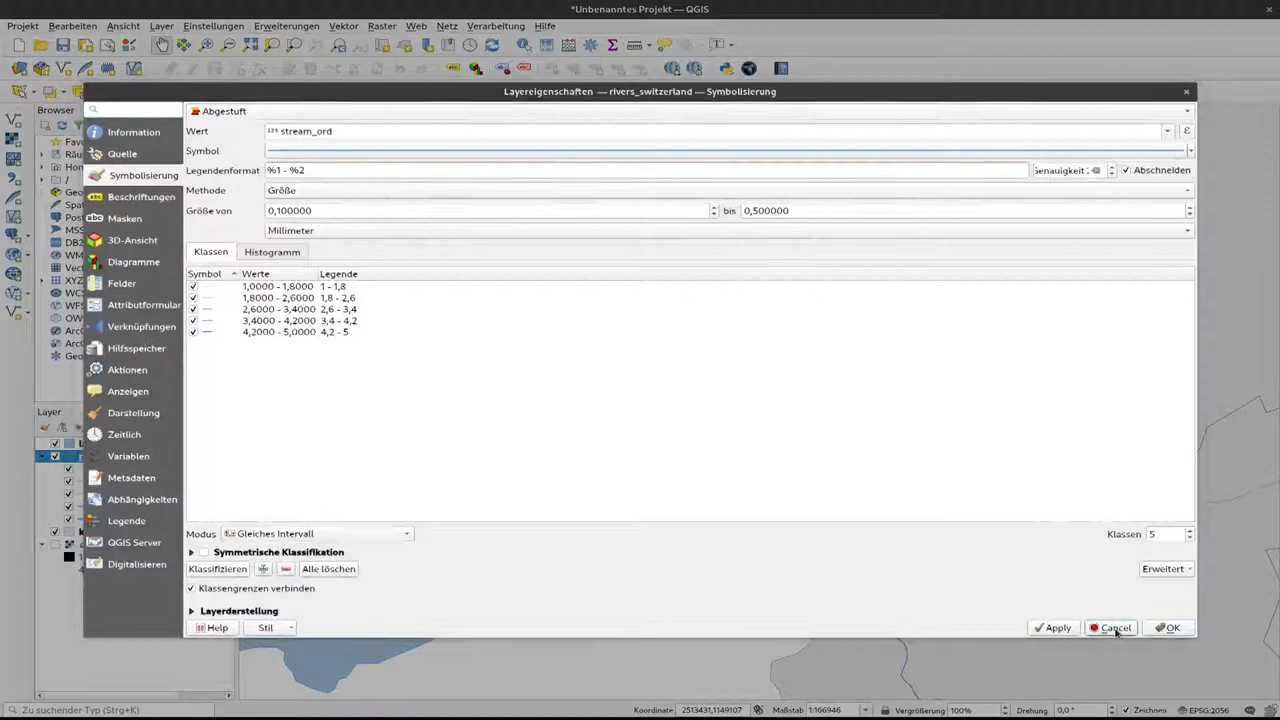 *Unbenanntes Projekt — QGIS
Projekt Bearbeiten Ansicht Layer Einstellungen Erweiterungen Vektor Raster Web Netz Verarbeitung Hilfe
Layereigenschaften — rivers_switzerland — Symbolisierung
Browser
Abgestuft
Information
Wert
123 stream_ord
Quelle
Symbol
Symbolisierung
Legendenformat
%1 - %2
Abschneiden
Methode
Größe
Beschriftungen
Größe von
0,100000
bis
0,500000
Masken
Millimeter
3D-Ansicht
Klassen
Histogramm
Diagramme
Symbol Werte Legende
Felder
1,0000 - 1,8000 1 - 1,8
1,8000 - 2,6000 1,8 - 2,6
Attributformular
2,6000 - 3,4000 2,6 - 3,4
3,4000 - 4,2000 3,4 - 4,2
Verknüpfungen
4,2000 - 5,0000 4,2 - 5
Hilfsspeicher
Aktionen
Anzeigen
Darstellung
Layer
Zeitlich
Variablen
Metadaten
Abhängigkeiten
Legende
Modus
Gleiches Intervall
Klassen
5
QGIS Server
Symmetrische Klassifikation
Digitalisieren
Klassifizieren
Alle löschen
Erweitert
Klassengrenzen verbinden
Layerdarstellung
Help
Stil
Apply
Cancel
OK
Zu suchender Typ (Strg+K)
Koordinate 2513431,1149107
Maßstab 1:166946
Vergrößerung 100%
Drehung 0,0 °
Zeichnen
EPSG:2056